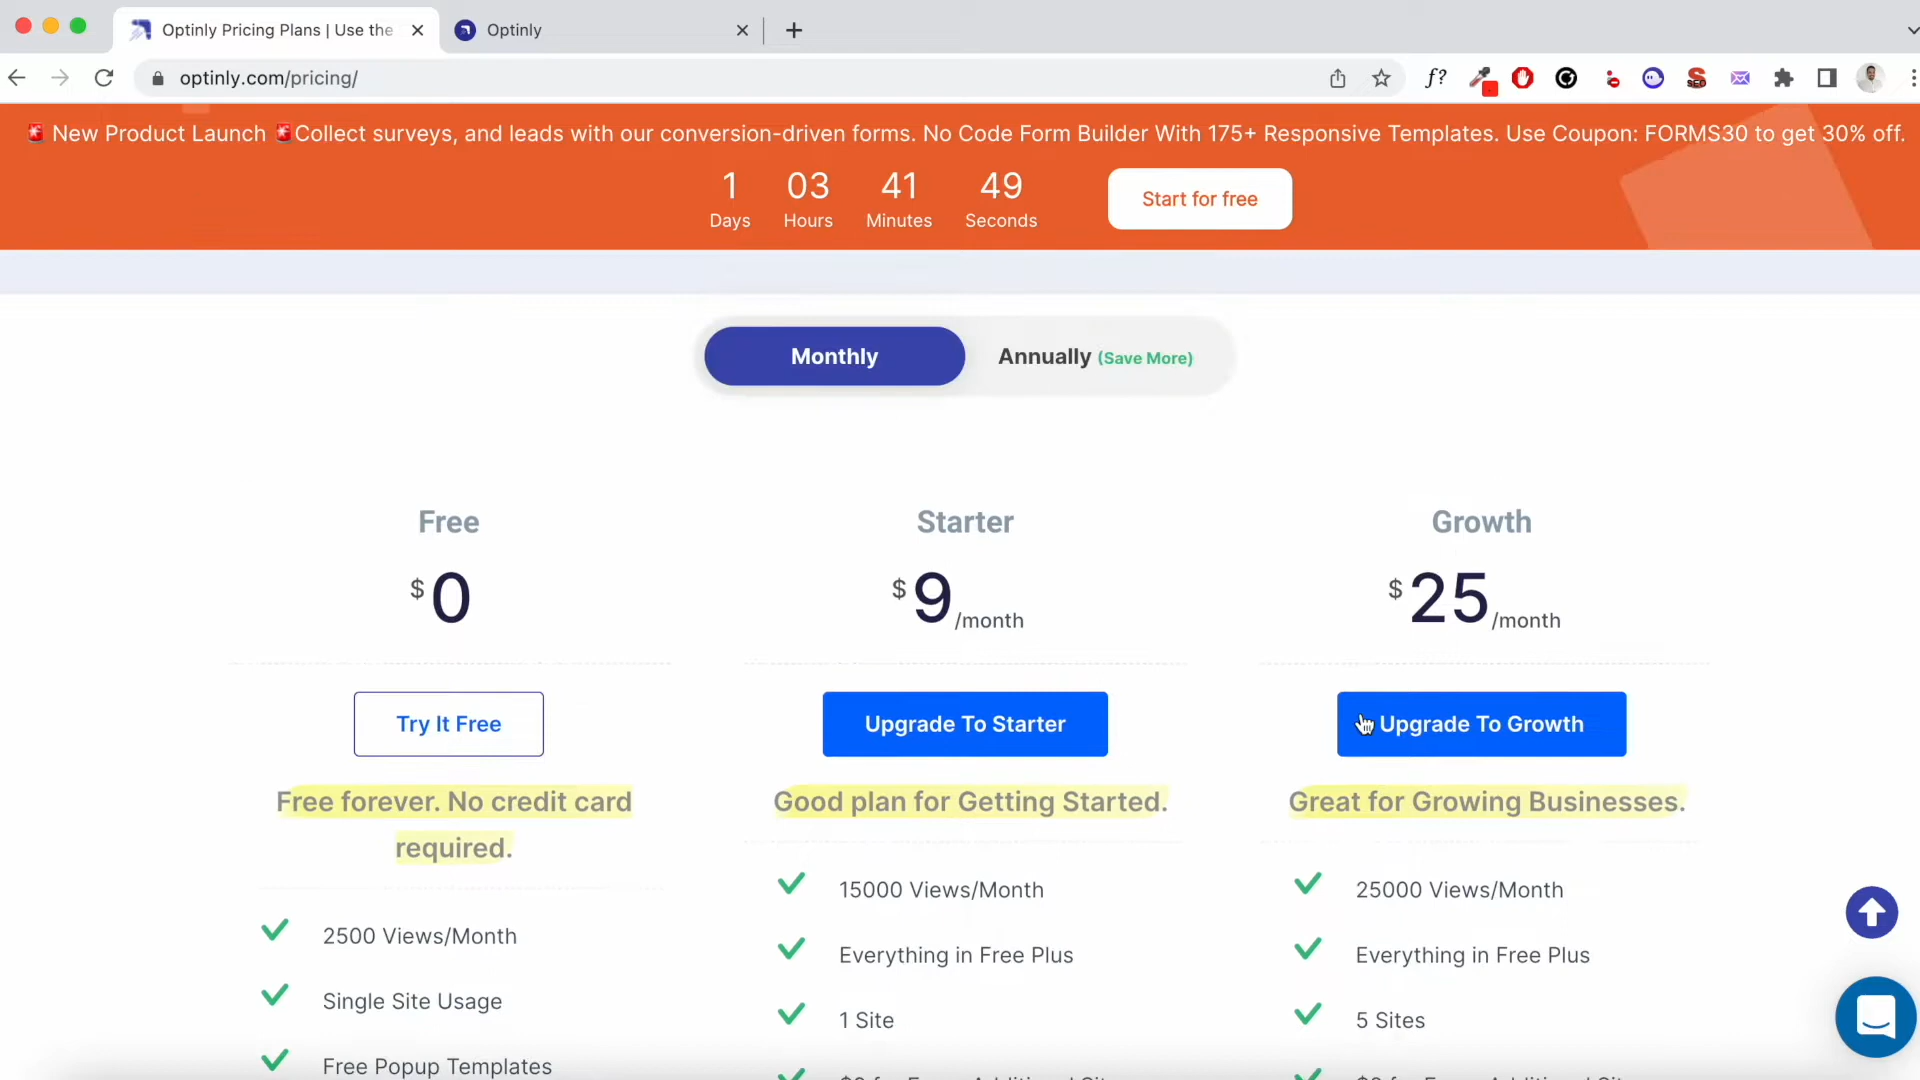 Optinly Pricing Plans | Use the
Optinly
optinly.com/pricing/
f?
SEO
New Product Launch Collect surveys, and leads with our conversion-driven forms. No Code Form Builder With 175+ Responsive Templates. Use Coupon: FORMS30 to get 30% off.
1 03 41 49
Days Hours Minutes Seconds
Start for free
Monthly Annually (Save More)
Free Starter Growth
$0 $9/month $25/month
Try It Free Upgrade To Starter Upgrade To Growth
Free forever. No credit card Good plan for Getting Started. Great for Growing Businesses.
required.
15000 Views/Month 25000 Views/Month
2500 Views/Month
Everything in Free Plus Everything in Free Plus
Single Site Usage
1 Site 5 Sites
Free Popup Templates